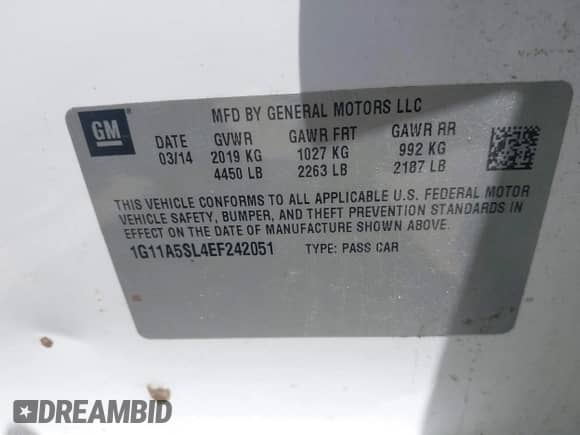 GM
®
MFD BY GENERAL MOTORS LLC
DATE GVWR GAWR FRT GAWR RR
03/14 2019 KG 1027 KG 992 KG
4450 LB 2263 LB 2187 LB
THIS VEHICLE CONFORMS TO ALL APPLICABLE U.S. FEDERAL MOTOR
VEHICLE SAFETY, BUMPER, AND THEFT PREVENTION STANDARDS IN
EFFECT ON THE DATE OF MANUFACTURE SHOWN ABOVE.
1G11A5SL4EF242051 TYPE: PASS CAR
DREAMBID